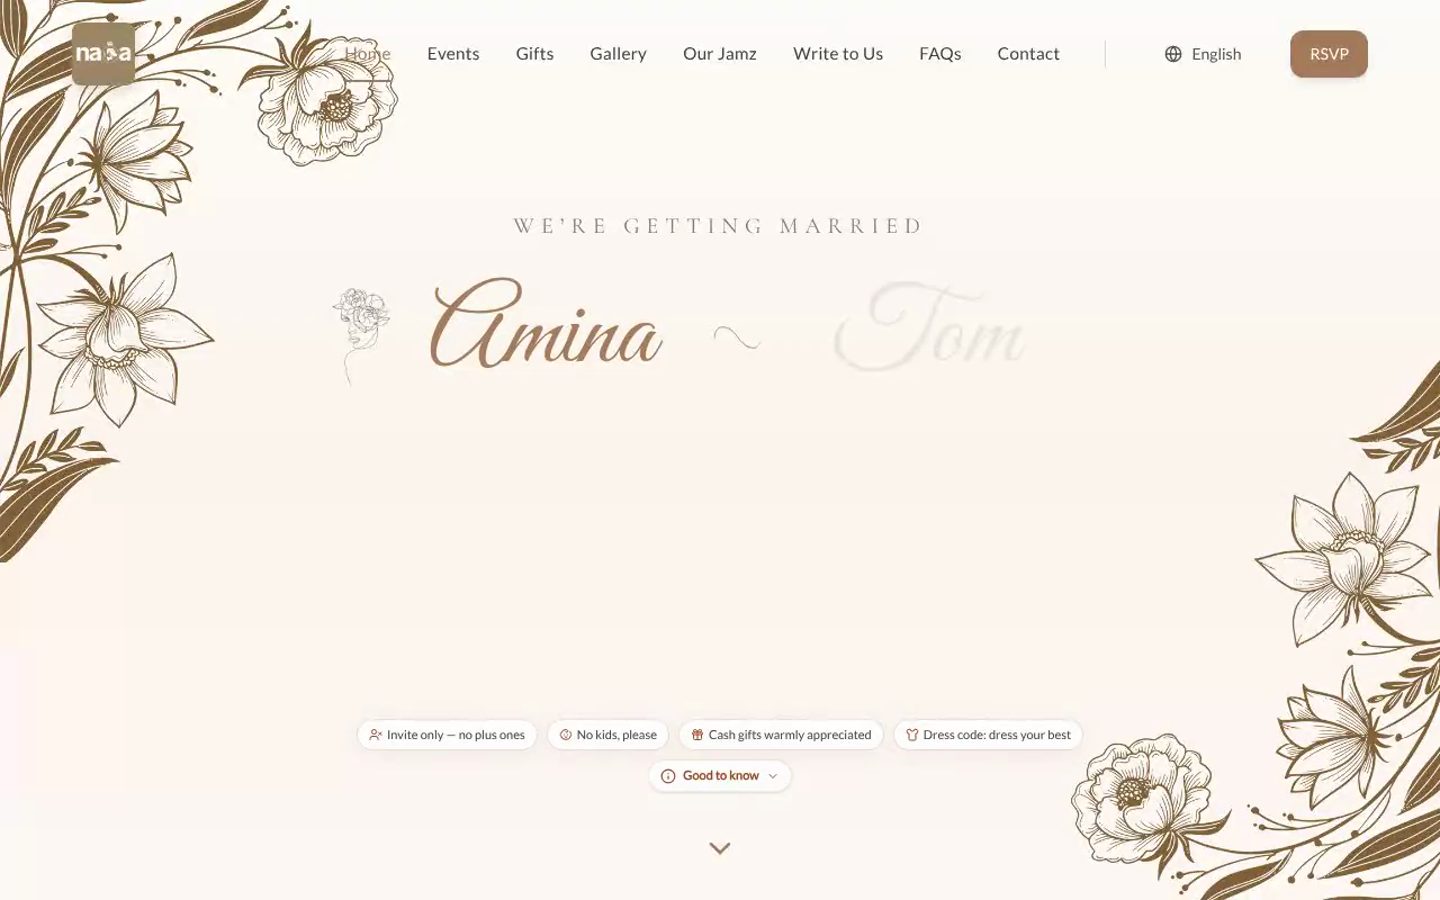 Home Events Gifts Gallery Our Jamz Write to Us FAQs Contact English RSVP
WE'RE GETTING MARRIED
Amina ~ Tom
Invite only – no plus ones No kids, please Cash gifts warmly appreciated Dress code: dress your best
Good to know